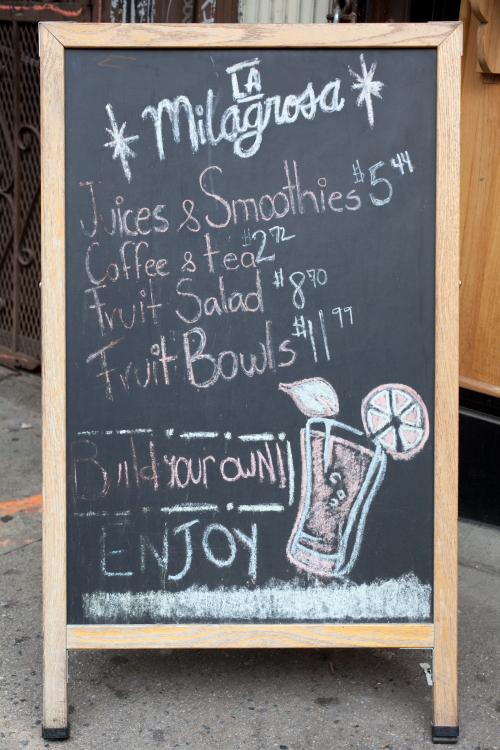 LA
Milagrosa
Juices & Smoothies $5.44
Coffee & tea $2.72
Fruit Salad $8.70
Fruit Bowls $11.99
Build your own!
ENJOY